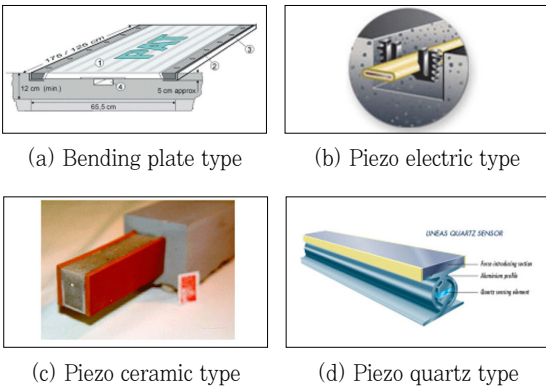 175 / 125 cm
PAT
①
③
②
④
12 cm (min.)
5 cm approx
65,5 cm
(a) Bending plate type
(b) Piezo electric type
LINEAS QUARTZ SENSOR
Force-introducing section
Aluminium profile
Quartz sensing element
(c) Piezo ceramic type
(d) Piezo quartz type